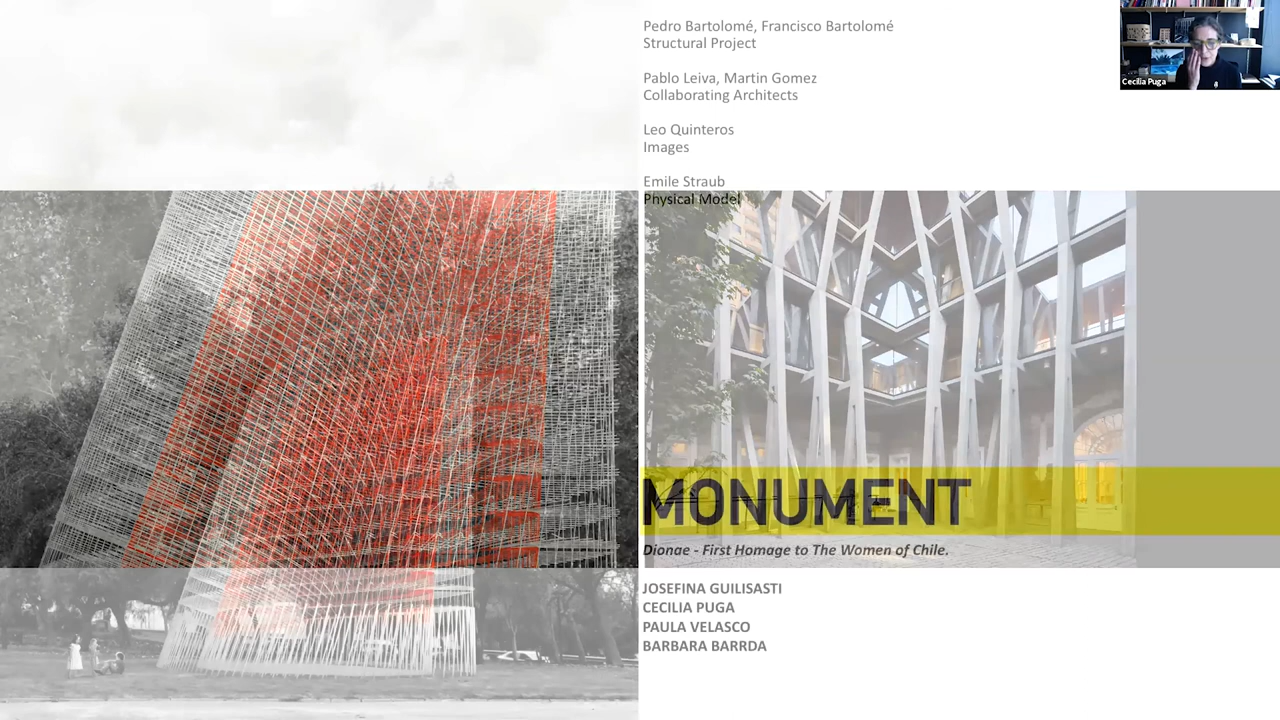 Pedro Bartolomé, Francisco Bartolomé
Structural Project
Pablo Leiva, Martin Gomez
Collaborating Architects
Leo Quinteros
Images
Emile Straub
Physical Model
Cecilia Puga
MONUMENT
Dionae - First Homage to The Women of Chile.
JOSEFINA GUILISASTI
CECILIA PUGA
PAULA VELASCO
BARBARA BARRDA